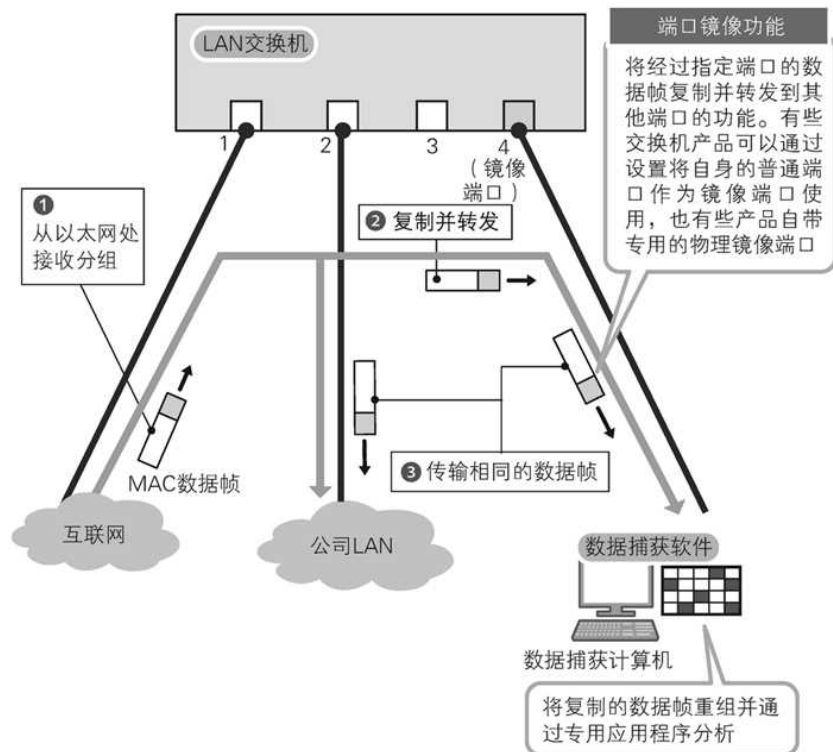 端口镜像功能
将经过指定端口的数
据帧复制并转发到其
他端口的功能。有些
交换机产品可以通过
设置将自身的普通端
口作为镜像端口使
用，也有些产品自带
专用的物理镜像端口
LAN交换机
1
2
3
4
（镜像
端口）
❶
从以太网处
接收分组
❷ 复制并转发
MAC数据帧
❸ 传输相同的数据帧
互联网
公司LAN
数据捕获软件
数据捕获计算机
将复制的数据帧重组并通
过专用应用程序分析